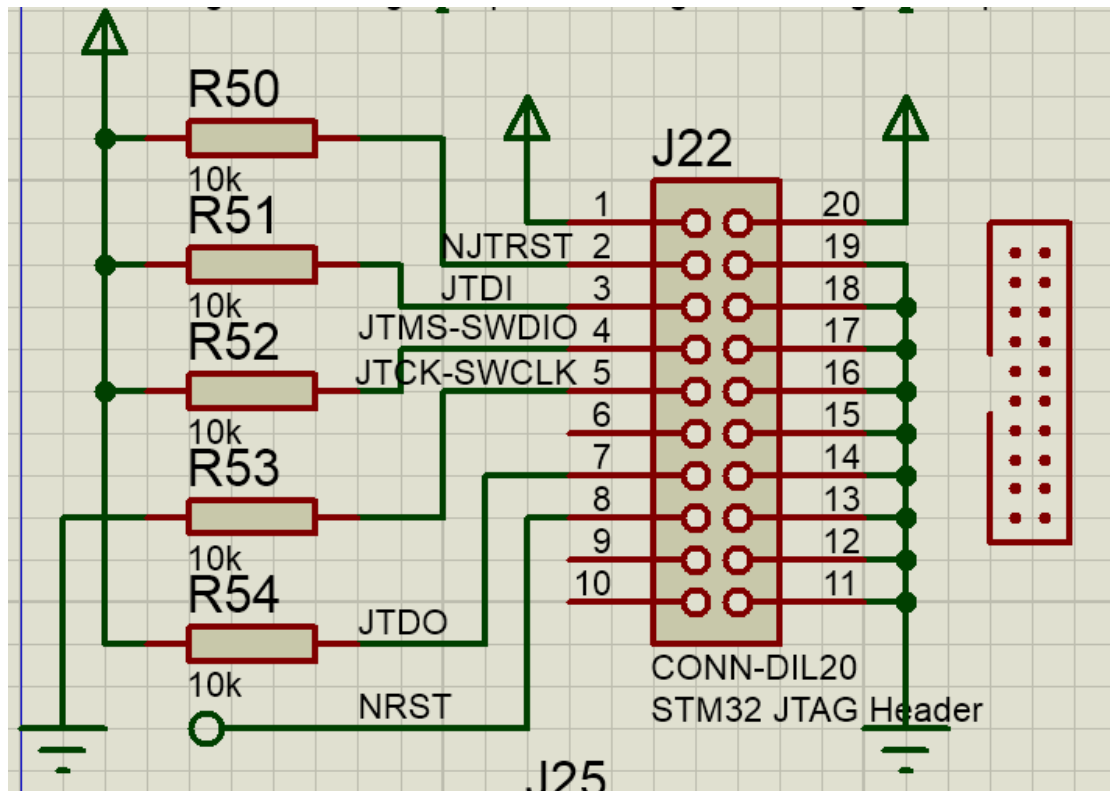 R50
10k
R51
10k
R52
10k
R53
10k
R54
10k
NJTRST
JTDI
JTMS-SWDIO
JTCK-SWCLK
JTDO
NRST
J22
1 20
2 19
3 18
4 17
5 16
6 15
7 14
8 13
9 12
10 11
CONN-DIL20
STM32 JTAG Header
J25